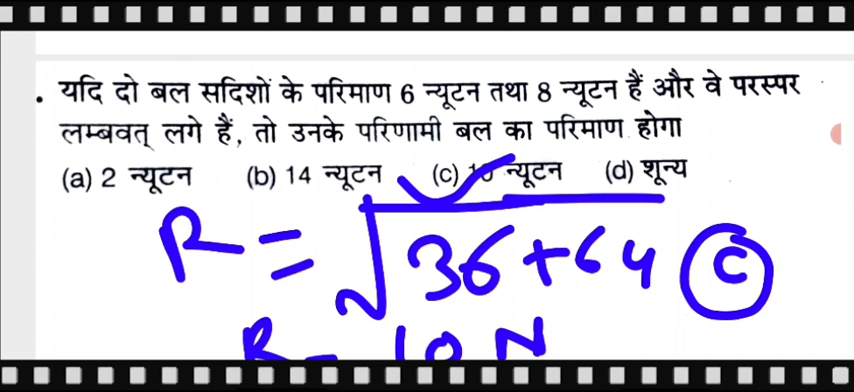 . यदि दो बल सदिशों के परिमाण 6 न्यूटन तथा 8 न्यूटन हैं और वे परस्पर
लम्बवत् लगे हैं, तो उनके परिणामी बल का परिमाण होगा
(a) 2 न्यूटन (b) 14 न्यूटन (c) 10 न्यूटन (d) शून्य
R = √36+64 C
R = 10 N